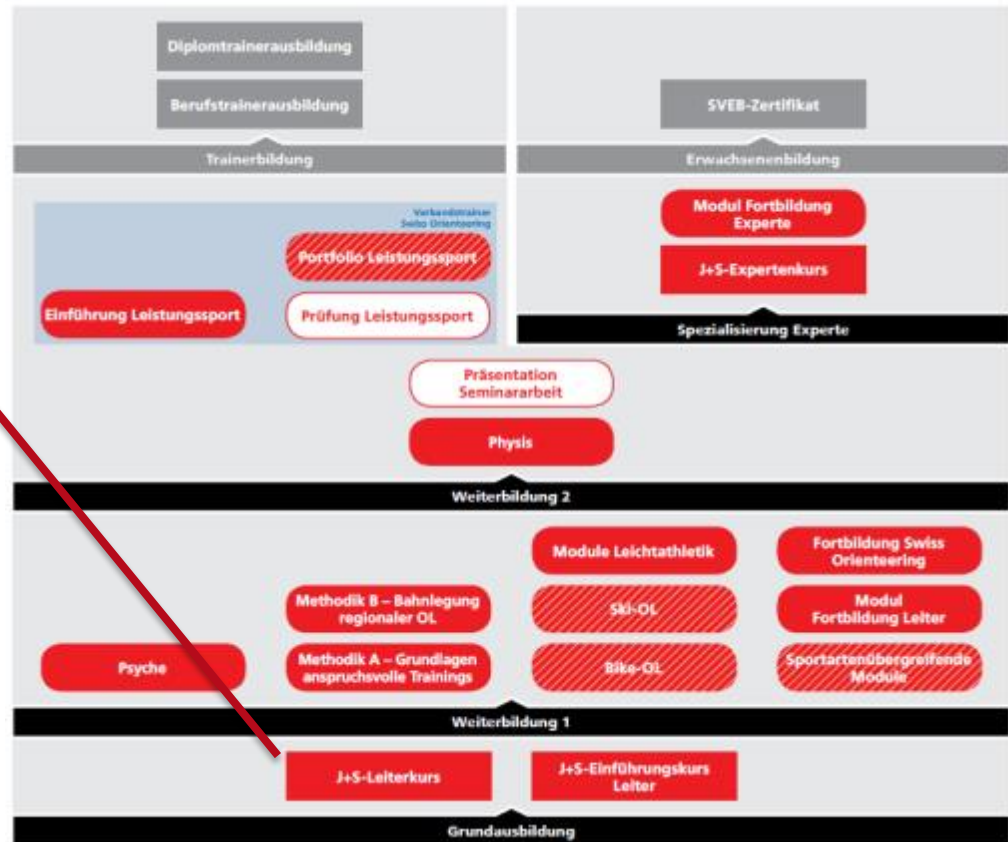 Diplomtrainerausbildung
Berufstrainerausbildung
SVEB-Zertifikat
Trainerbildung
Erwachsenenbildung
Verbandstrainer
Swiss Orienteering
Portfolio Leistungssport
Einführung Leistungssport
Prüfung Leistungssport
Modul Fortbildung
Experte
J+S-Expertenkurs
Spezialisierung Experte
Präsentation
Seminararbeit
Physis
Weiterbildung 2
Module Leichtathletik
Fortbildung Swiss
Orienteering
Methodik B – Bahnlegung
regionaler OL
Ski-OL
Modul
Fortbildung Leiter
Psyche
Methodik A – Grundlagen
anspruchsvolle Trainings
Bike-OL
Sportartenübergreifende
Module
Weiterbildung 1
J+S-Leiterkurs
J+S-Einführungskurs
Leiter
Grundausbildung